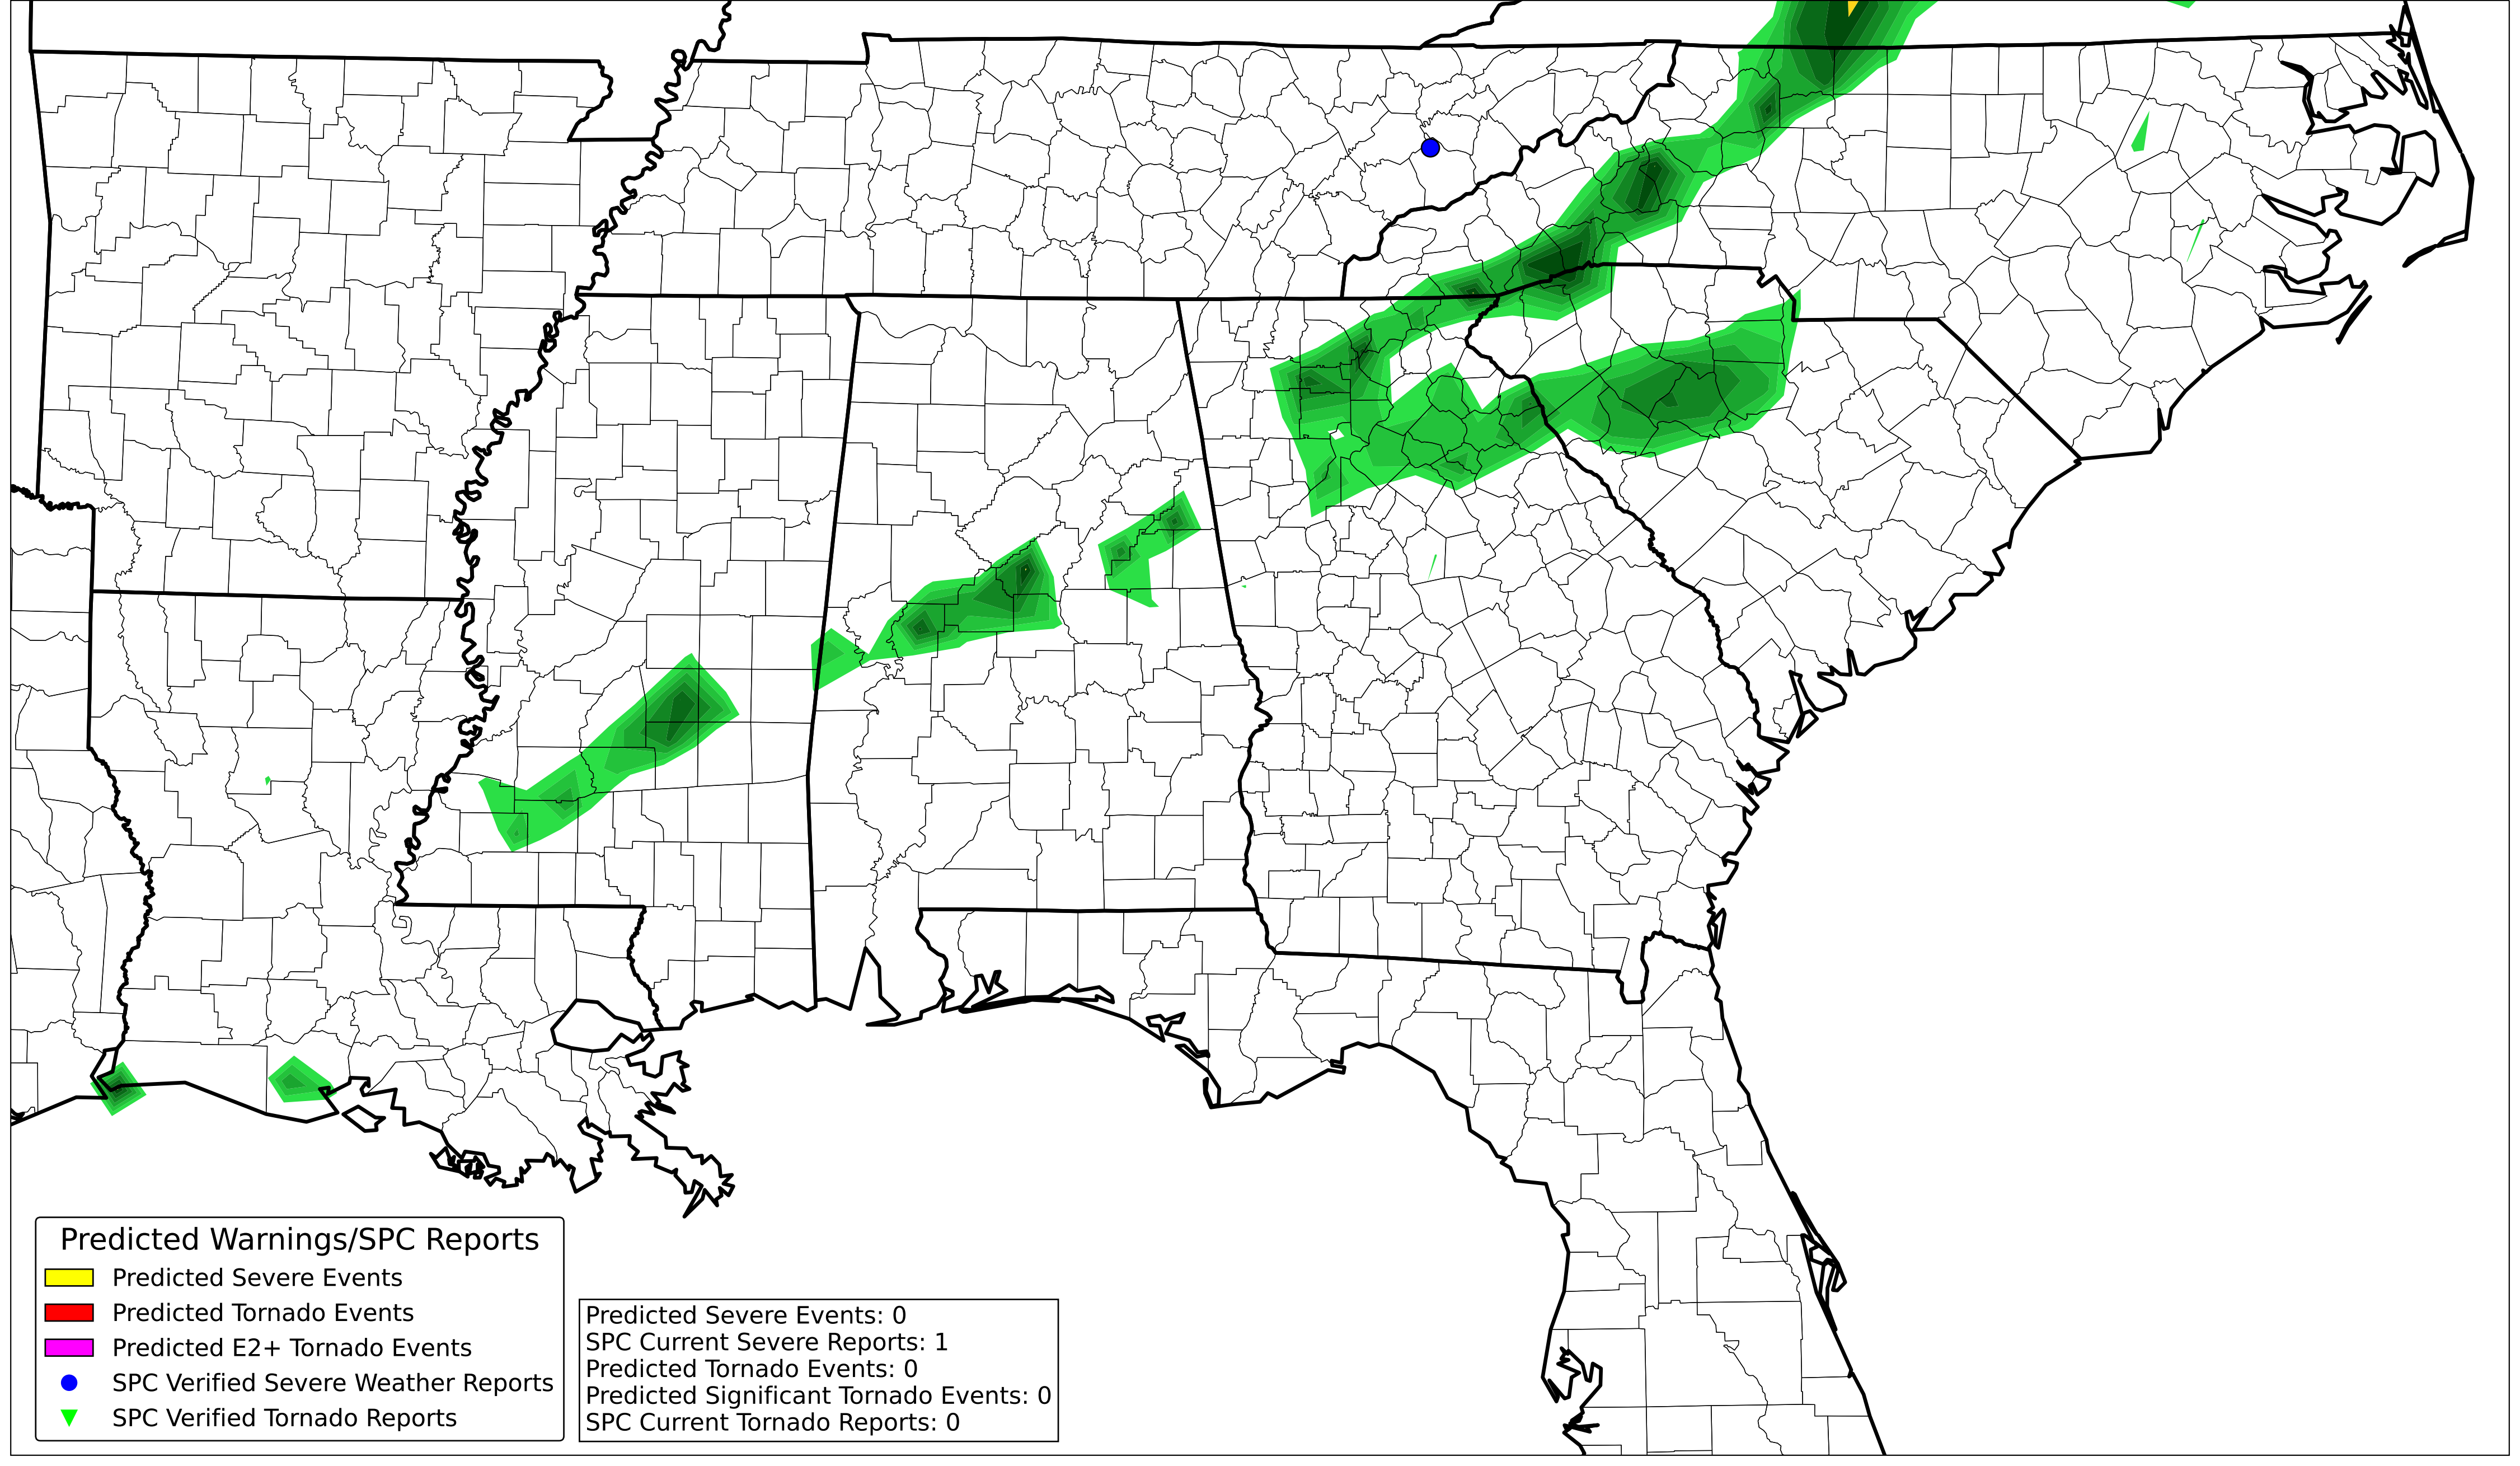 Predicted Warnings/SPC Reports
Predicted Severe Events
Predicted Tornado Events
Predicted E2+ Tornado Events
SPC Verified Severe Weather Reports
SPC Verified Tornado Reports
Predicted Severe Events: 0
SPC Current Severe Reports: 1
Predicted Tornado Events: 0
Predicted Significant Tornado Events: 0
SPC Current Tornado Reports: 0